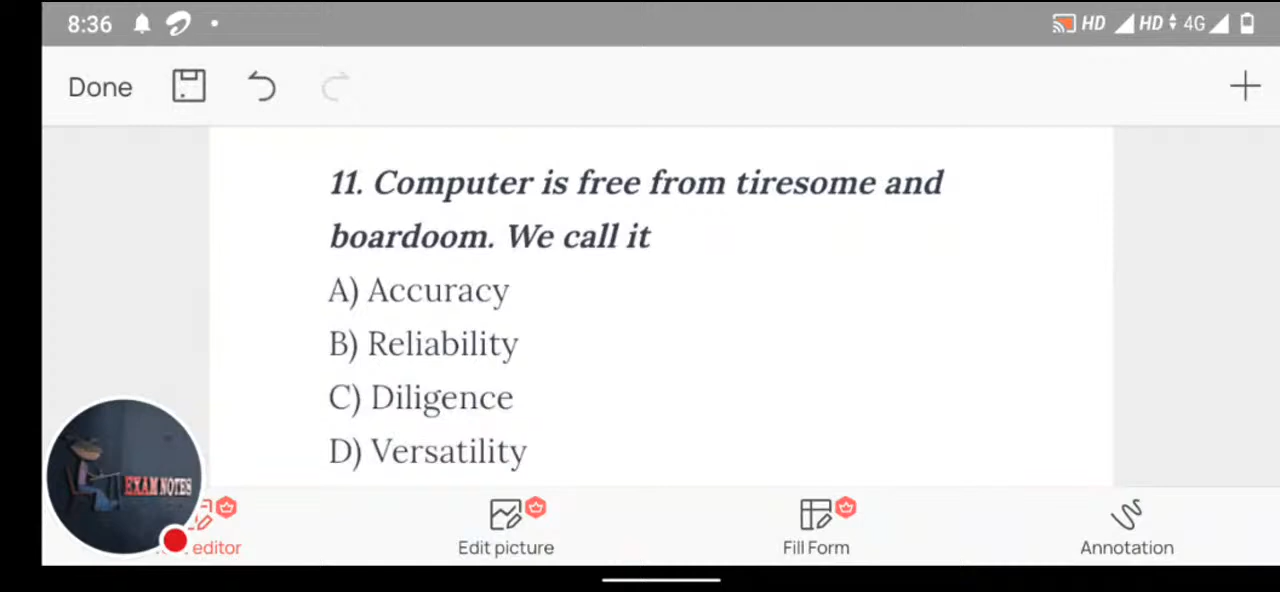 8:36 HD HD 4G
Done
11. Computer is free from tiresome and
boardoom. We call it
A) Accuracy
B) Reliability
C) Diligence
D) Versatility
EXAM NOTES
editor Edit picture Fill Form Annotation